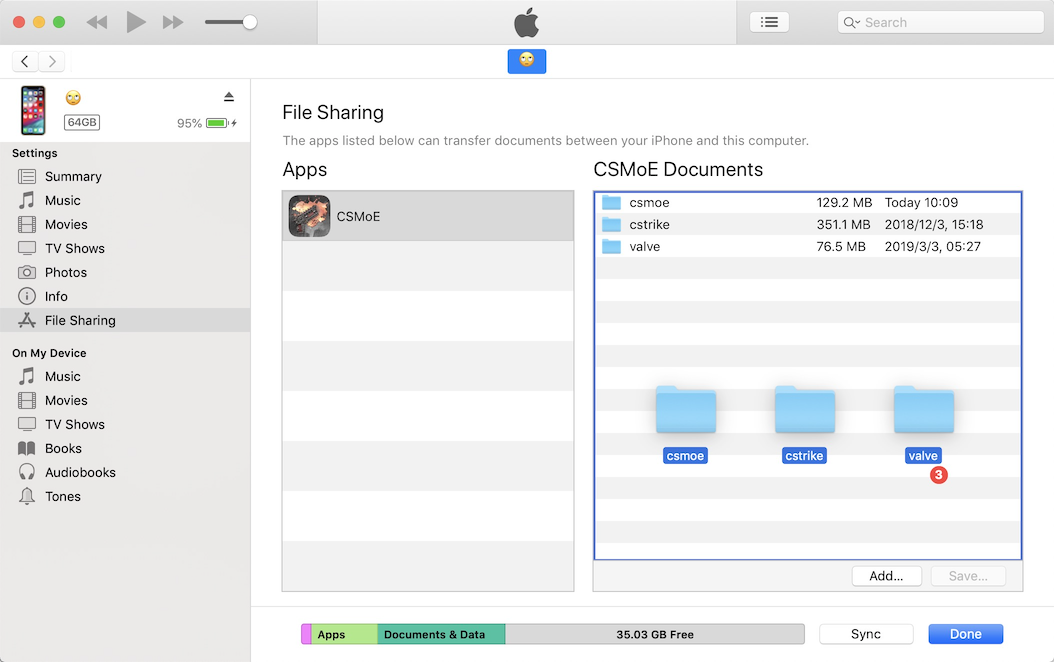 Search
64GB
95%
Settings
Summary
Music
Movies
TV Shows
Photos
Info
File Sharing
On My Device
Music
Movies
TV Shows
Books
Audiobooks
Tones
File Sharing
The apps listed below can transfer documents between your iPhone and this computer.
Apps
CSMoE
CSMoE Documents
csmoe 129.2 MB Today 10:09
cstrike 351.1 MB 2018/12/3, 15:18
valve 76.5 MB 2019/3/3, 05:27
csmoe cstrike valve
3
Add... Save...
Apps Documents & Data 35.03 GB Free Sync Done